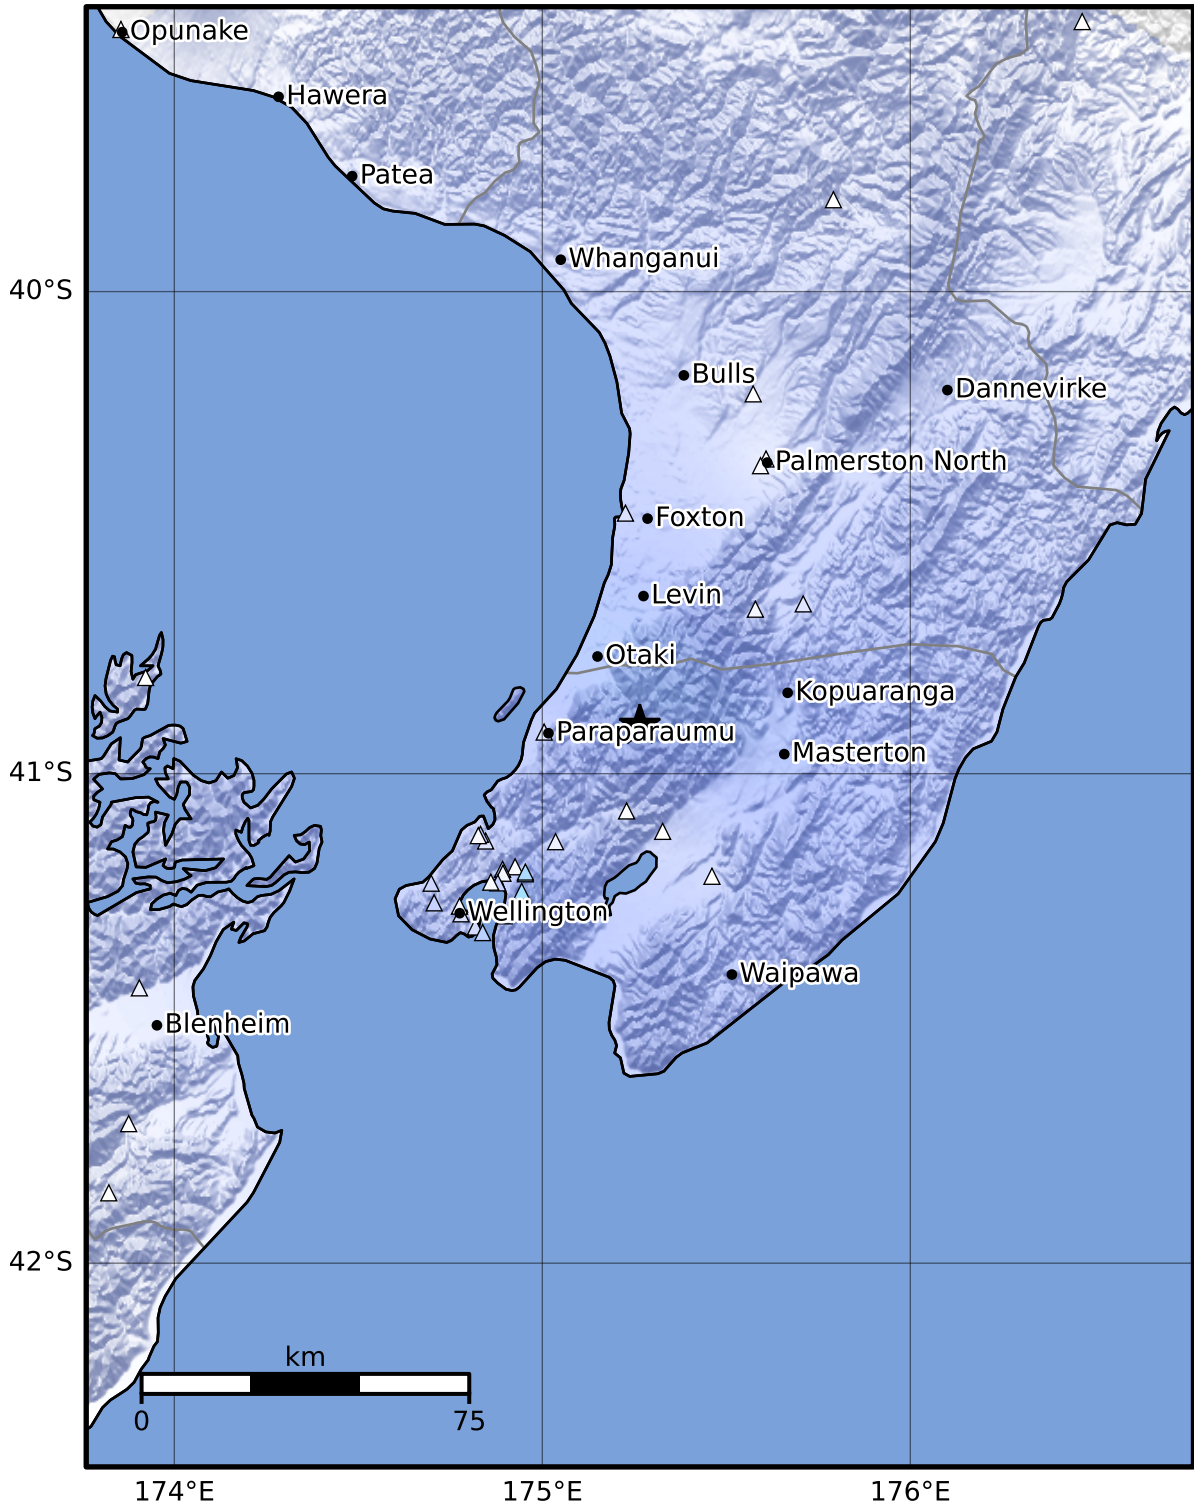 Opunake
Hawera
Patea
Whanganui
40°S
Bulls
Dannevirke
Palmerston North
Foxton
Levin
Otaki
Kopuaranga
Paraparaumu
Masterton
41°S
Wellington
Waipawa
Blenheim
42°S
km
0 75
174°E 175°E 176°E